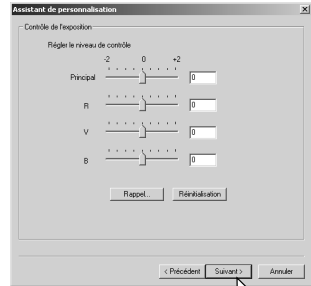 Assistant de personnalisation
Contrôle de l'exposition
Régler le niveau de contrôle
-2 0 +2
Principal 0
R 0
V 0
B 0
Rappel... Réinitialisation
< Précédent Suivant > Annuler